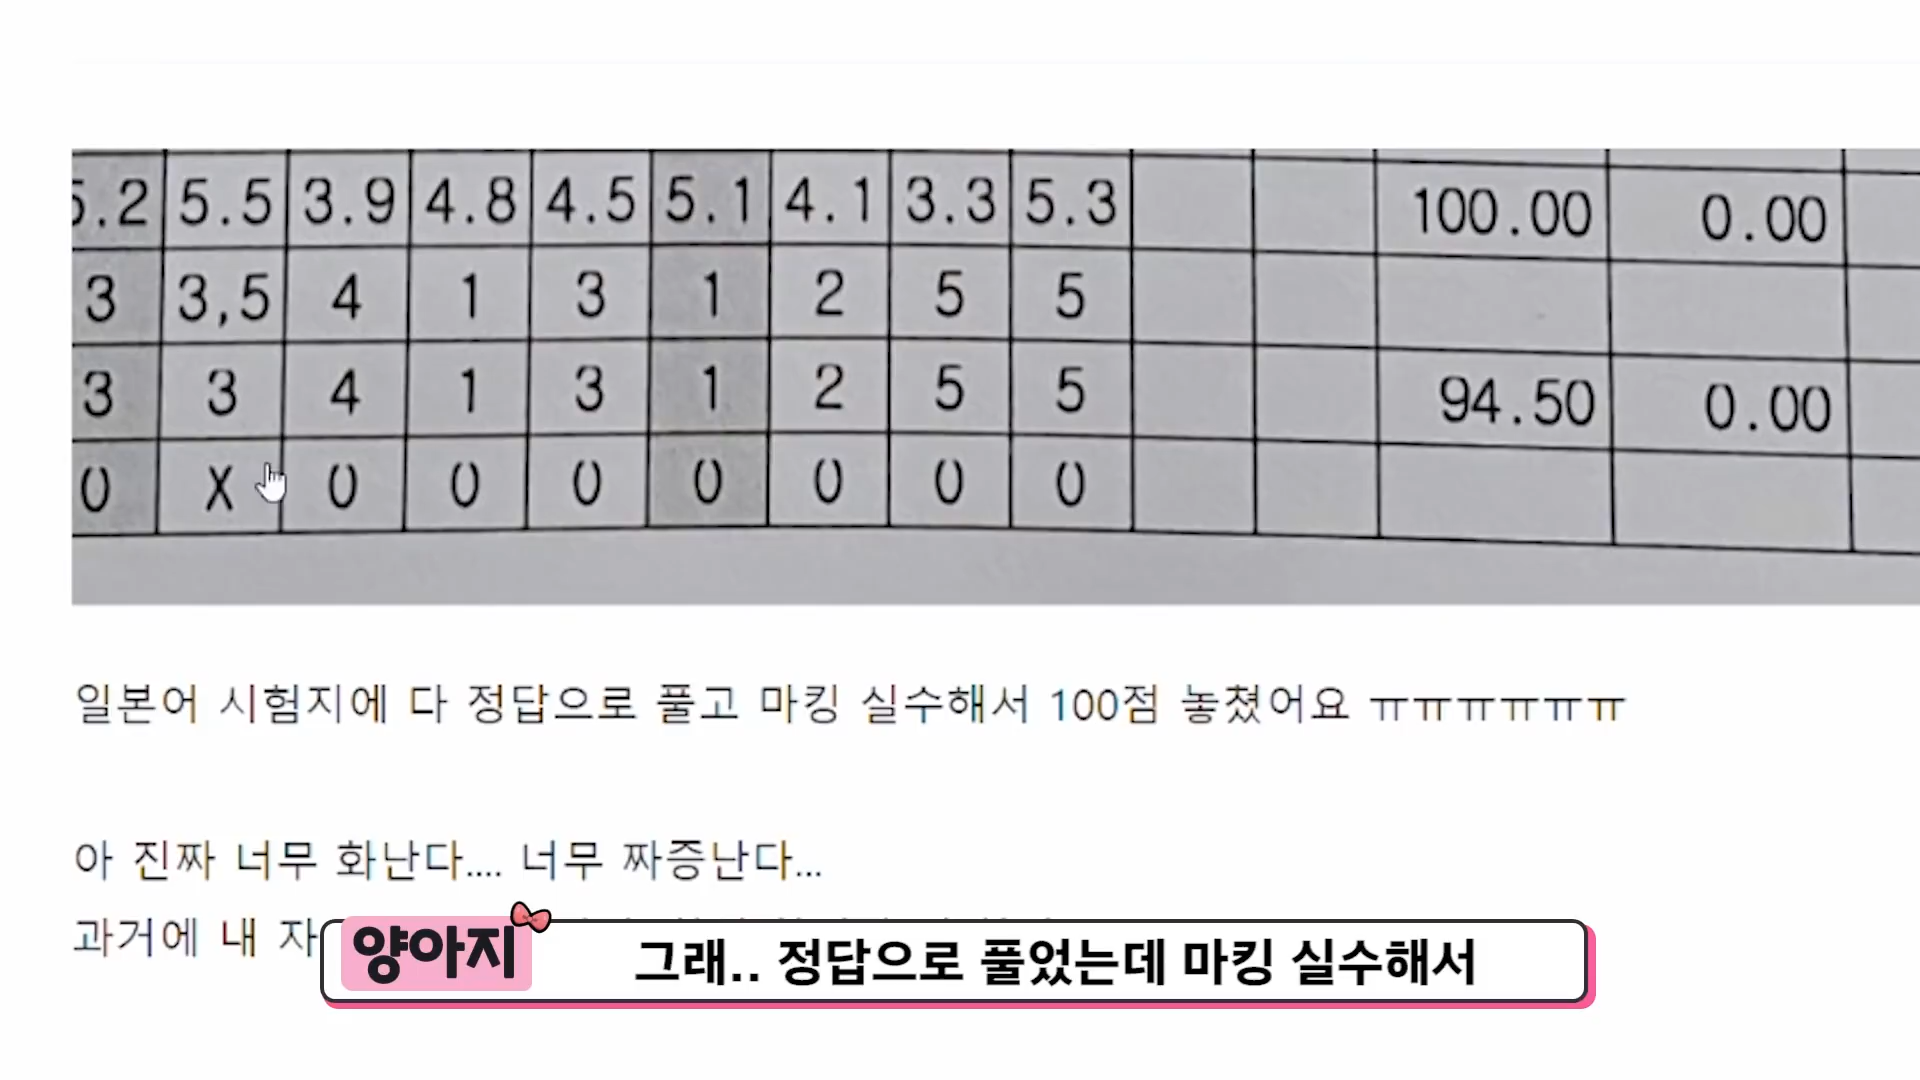 5.2 5.5 3.9 4.8 4.5 5.1 4.1 3.3 5.3 100.00 0.00
3 3,5 4 1 3 1 2 5 5
3 3 4 1 3 1 2 5 5 94.50 0.00
0 X 0 0 0 0 0 0 0
일본어 시험지에 다 정답으로 풀고 마킹 실수해서 100점 놓쳤어요 ㅠㅠㅠㅠㅠㅠ
아 진짜 너무 화난다.... 너무 짜증난다...
과거에 내 자
양아지 그래.. 정답으로 풀었는데 마킹 실수해서